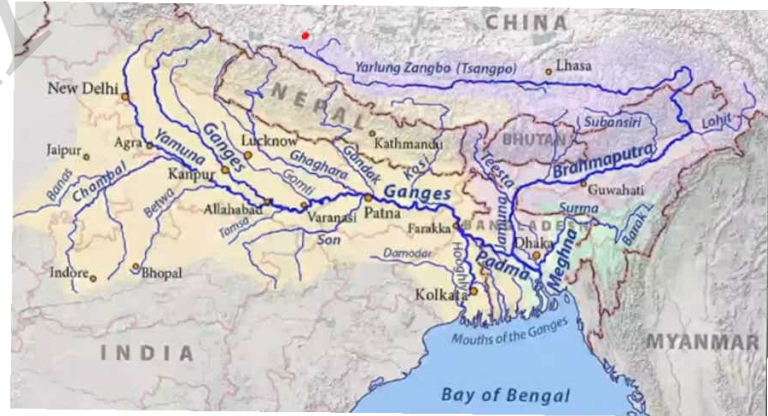 CHINA
Yarlung Zangbo (Tsangpo)
Lhasa
New Delhi
NEPAL
Subansiri
Lohit
Agra
Yamuna
Ganges
Lucknow
Kathmandu
BHUTAN
Jaipur
Ghaghara
Gandak
Kosi
Teesta
Brahmaputra
Banas
Chambal
Kanpur
Gomti
Guwahati
Betwa
Allahabad
Varanasi
Patna
Ganges
Jamuna
Surma
Barak
Tamsa
Son
Farakka
BANGLADESH
Dhaka
Meghna
Damodar
Hooghly
Padma
Indore
Bhopal
Kolkata
Mouths of the Ganges
INDIA
MYANMAR
Bay of Bengal